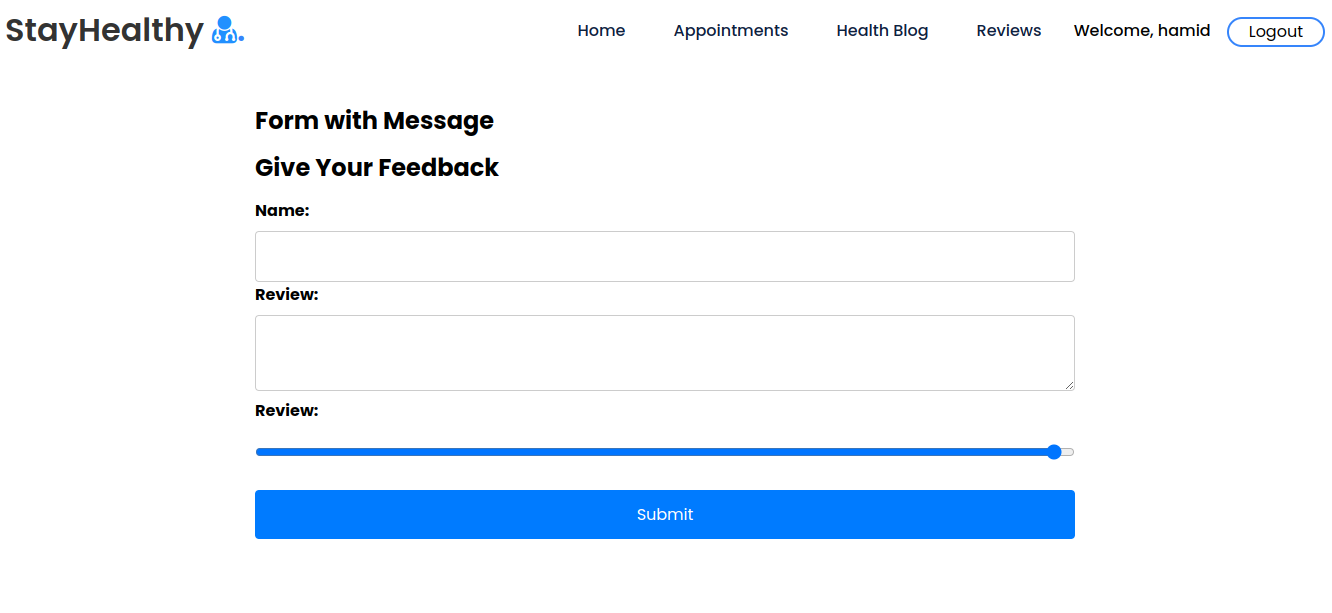 StayHealthy Home Appointments Health Blog Reviews Welcome, hamid Logout
Form with Message
Give Your Feedback
Name:
Review:
Review:
Submit